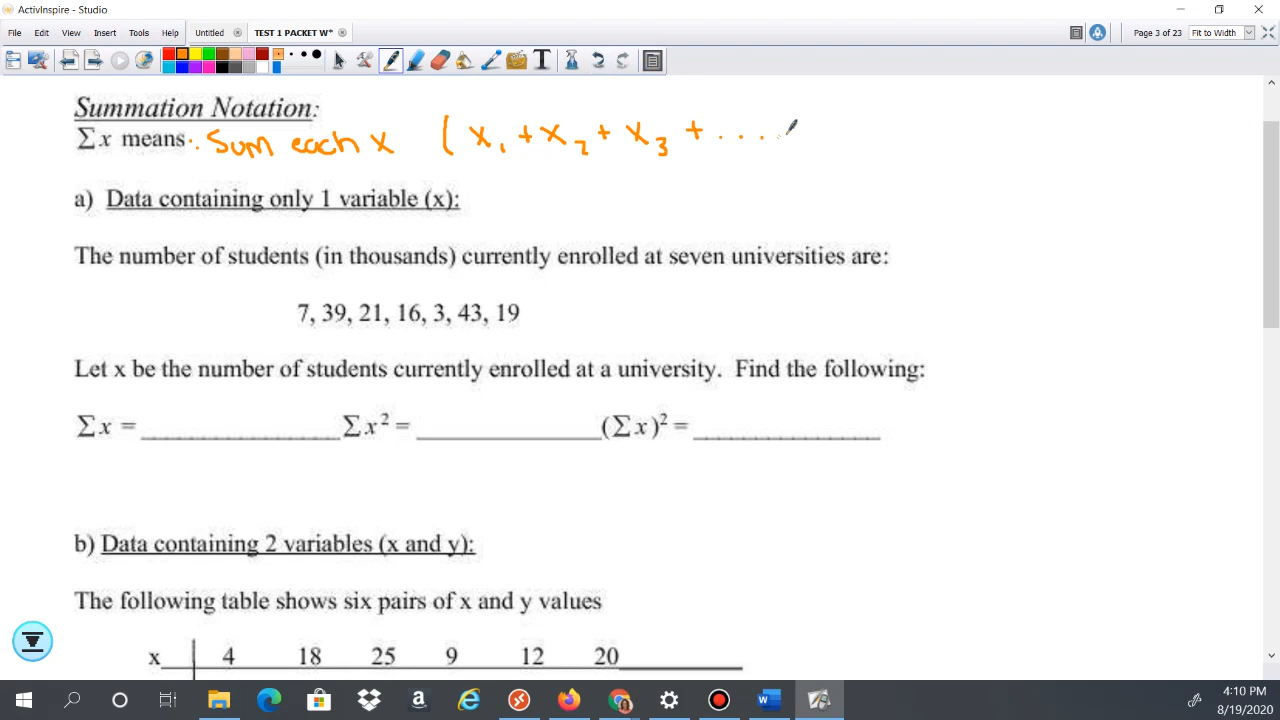 ActivInspire - Studio
File Edit View Insert Tools Help Untitled TEST 1 PACKET W* Page 3 of 23 Fit to Width
Summation Notation:
∑x means: Sum each x (x₁ + x₂ + x₃ + ....
a) Data containing only 1 variable (x):
The number of students (in thousands) currently enrolled at seven universities are:
7, 39, 21, 16, 3, 43, 19
Let x be the number of students currently enrolled at a university. Find the following:
∑x = ________________ ∑x² = _______________ (∑x)² = _______________
b) Data containing 2 variables (x and y):
The following table shows six pairs of x and y values
x 4 18 25 9 12 20
4:10 PM
8/19/2020